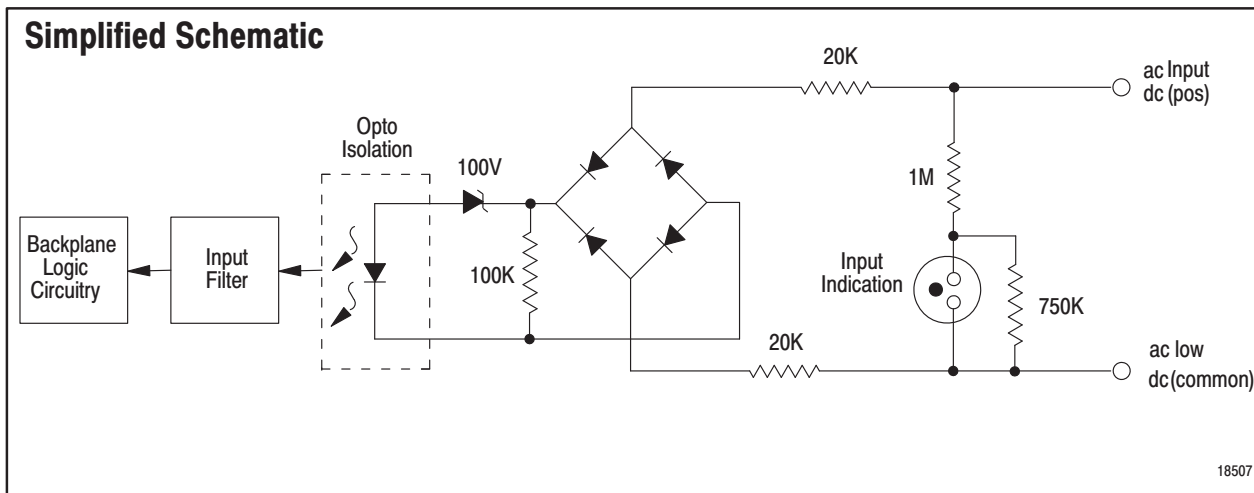 Simplified Schematic
20K
ac Input
dc (pos)
Opto
Isolation
100V
1M
Backplane
Logic
Circuitry
Input
Filter
100K
Input
Indication
750K
20K
ac low
dc (common)
18507